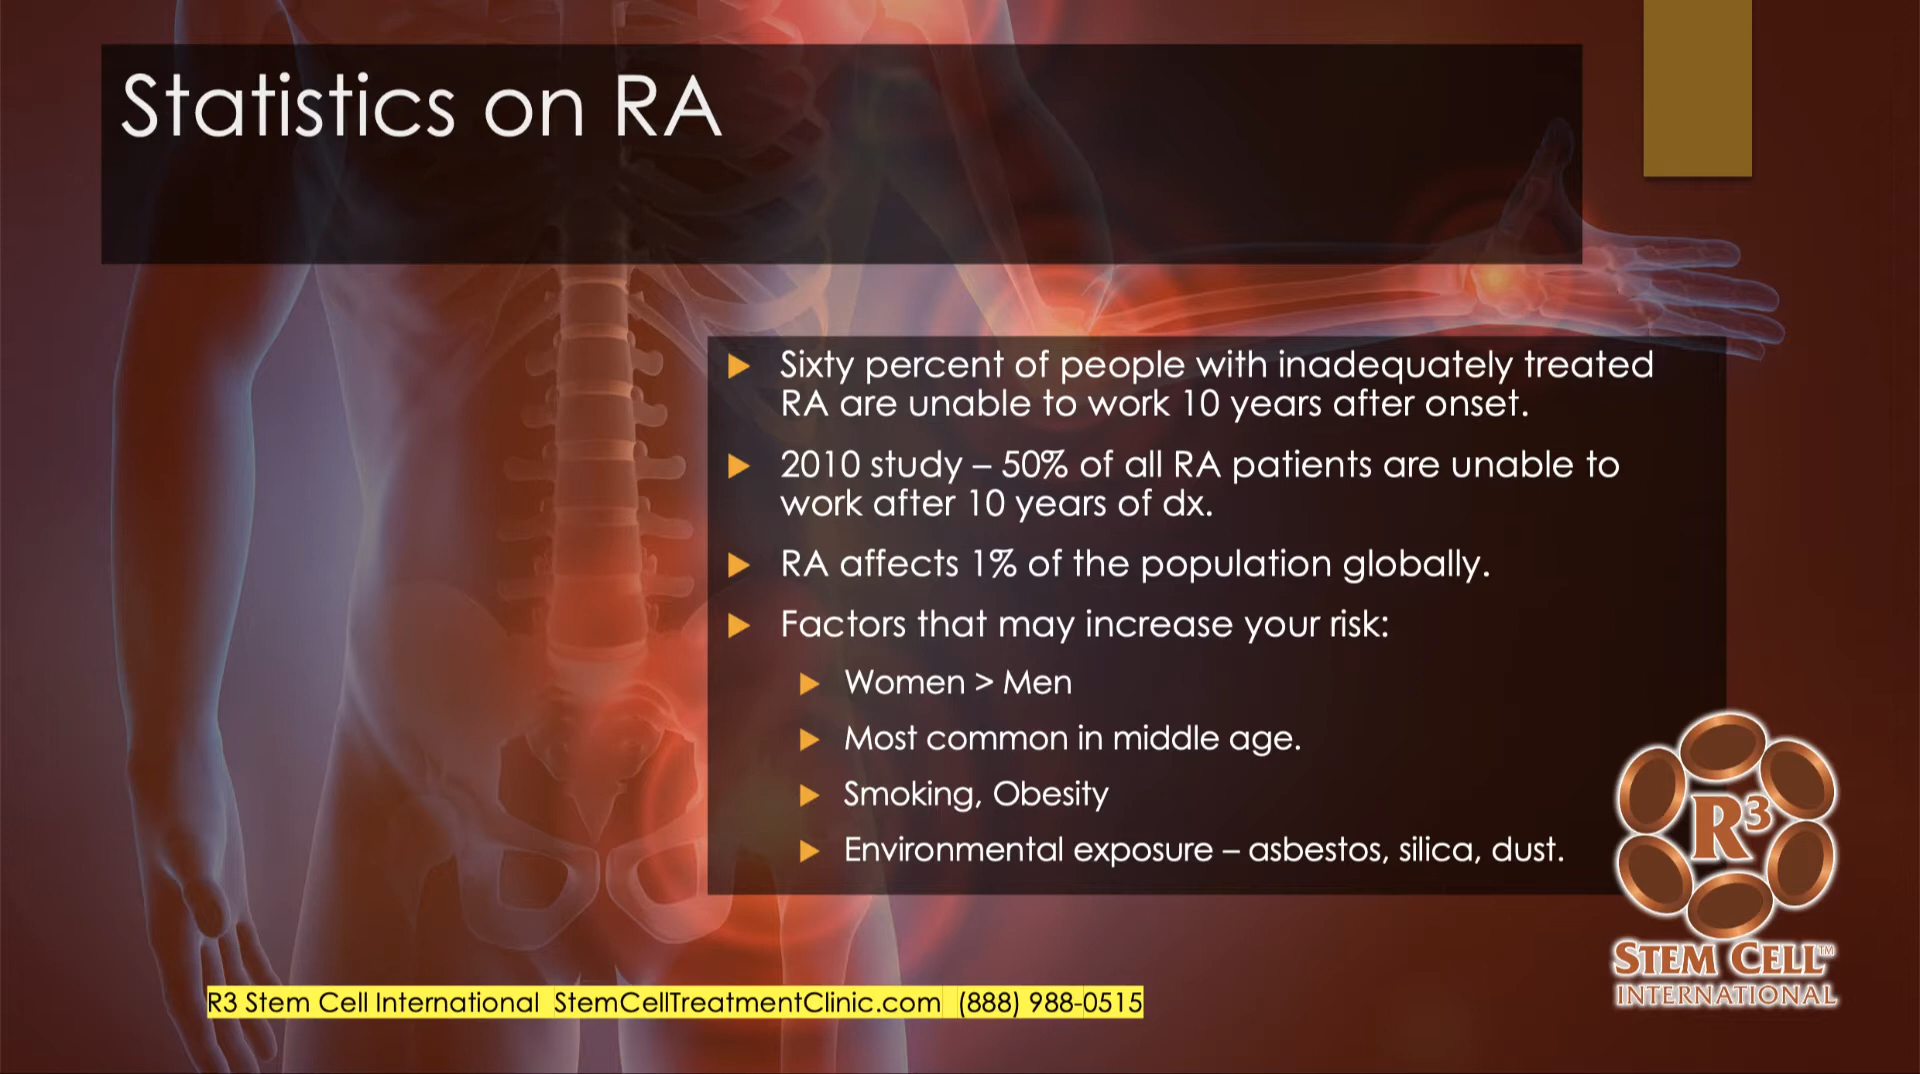 Statistics on RA
Sixty percent of people with inadequately treated
RA are unable to work 10 years after onset.
2010 study – 50% of all RA patients are unable to
work after 10 years of dx.
RA affects 1% of the population globally.
Factors that may increase your risk:
Women > Men
Most common in middle age.
Smoking, Obesity
Environmental exposure – asbestos, silica, dust.
R3
STEM CELL™
INTERNATIONAL
R3 Stem Cell International StemCellTreatmentClinic.com (888) 988-0515